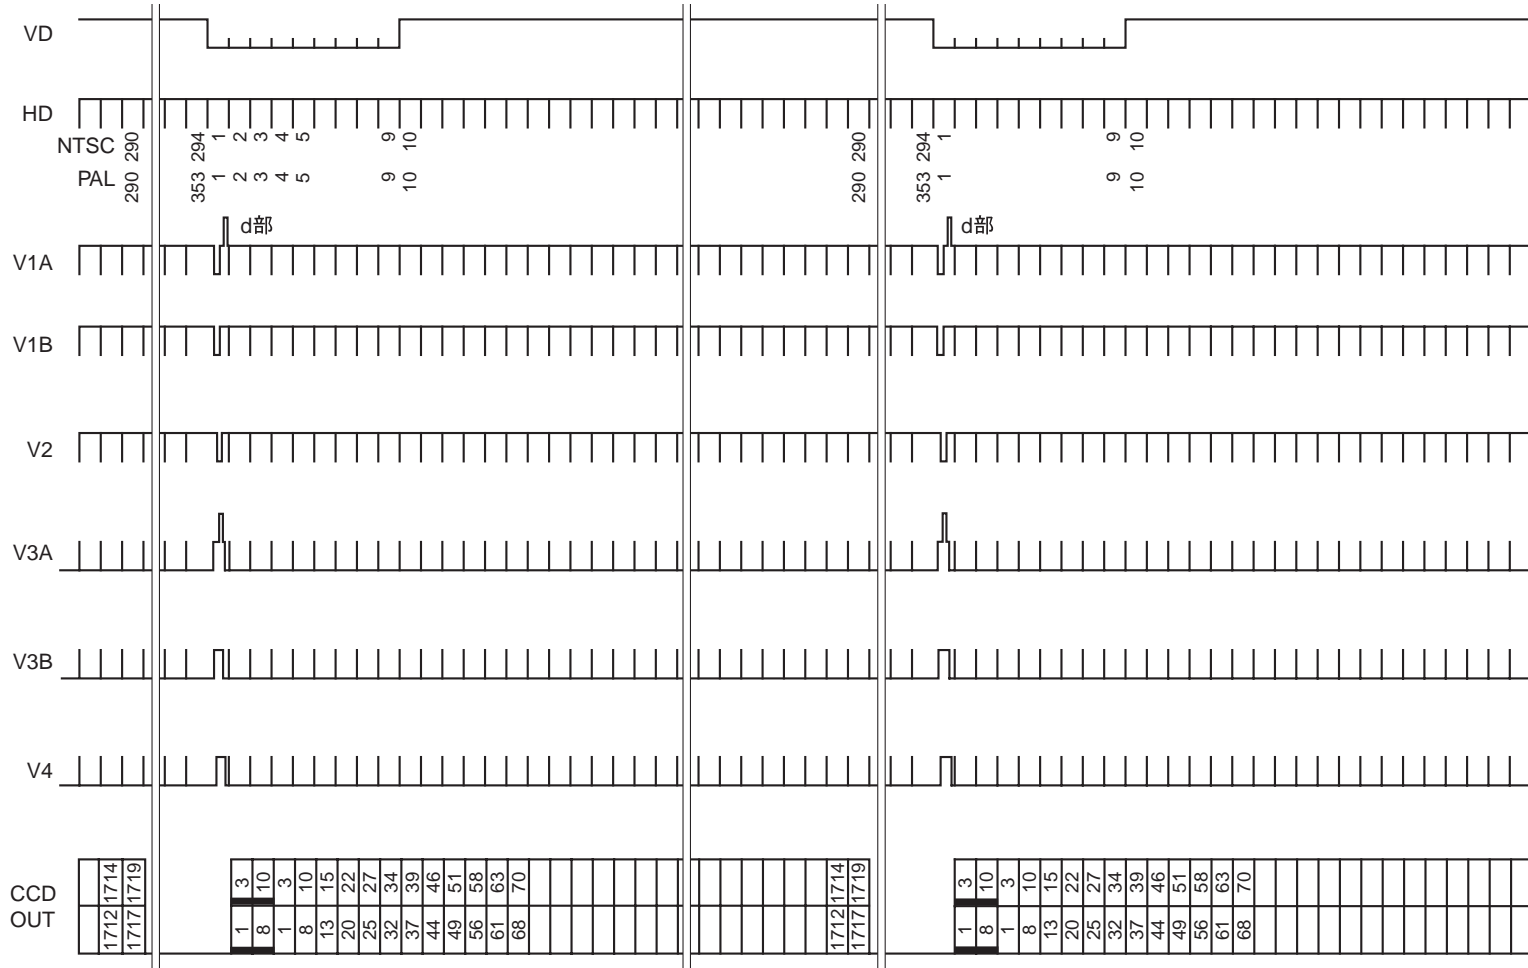 VD
HD
NTSC 290 294 1 2 3 4 5 9 10 290 294 1 9 10
PAL 290 353 1 2 3 4 5 9 10 290 353 1 9 10
d部 d部
V1A
V1B
V2
V3A
V3B
V4
CCD OUT
1714 1719 3 10 3 10 15 22 27 34 39 46 51 58 63 70 1714 1719 3 10 3 10 15 22 27 34 39 46 51 58 63 70
1712 1717 1 8 1 8 13 20 25 32 37 44 49 56 61 68 1712 1717 1 8 1 8 13 20 25 32 37 44 49 56 61 68